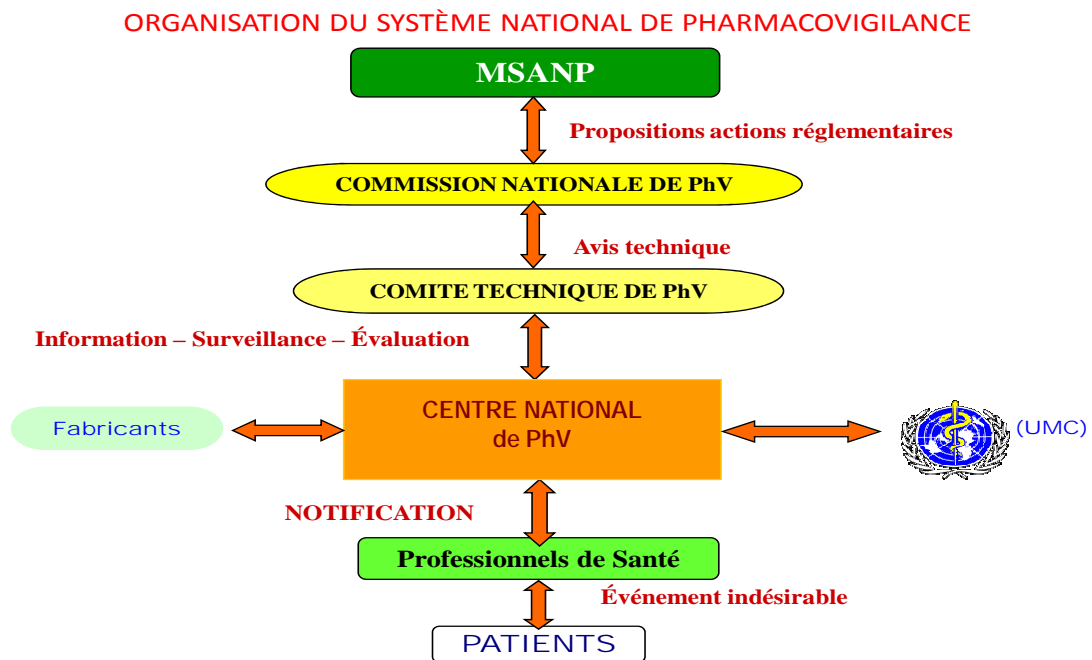 ORGANISATION DU SYSTÈME NATIONAL DE PHARMACOVIGILANCE
MSANP
Propositions actions réglementaires
COMMISSION NATIONALE DE PhV
Avis technique
COMITE TECHNIQUE DE PhV
Information – Surveillance – Évaluation
CENTRE NATIONAL
de PhV
Fabricants
(UMC)
NOTIFICATION
Professionnels de Santé
Événement indésirable
PATIENTS